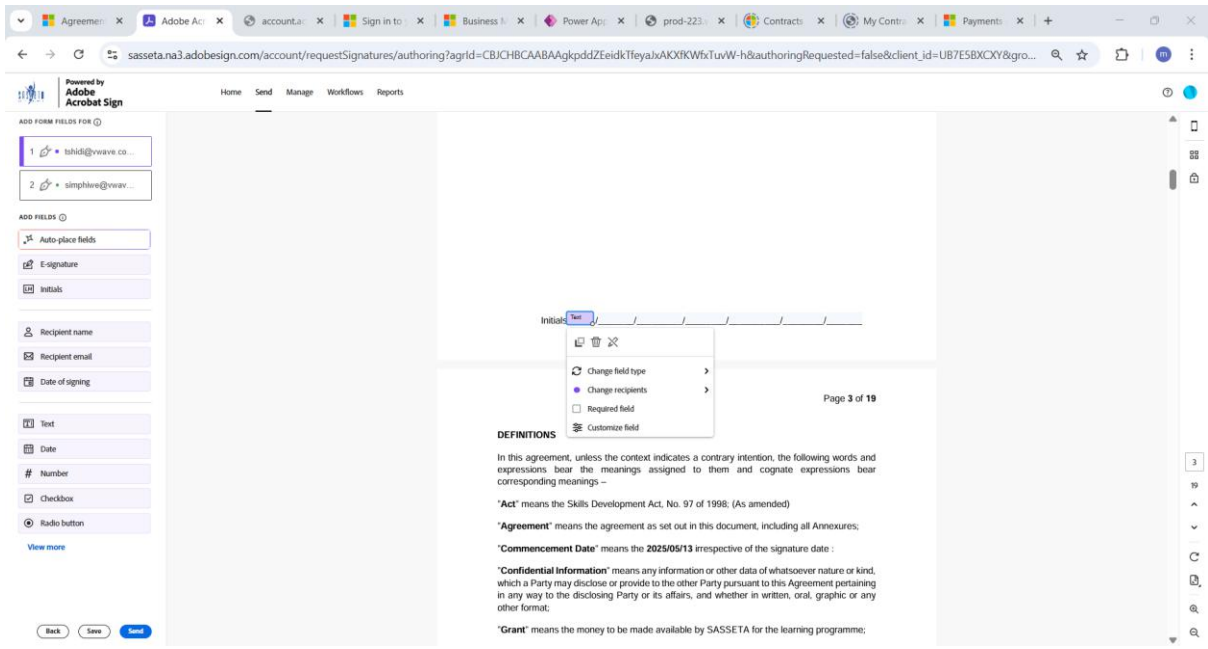 Agreemen
Adobe Acr
account.ac
Sign in to
Business N
Power App
prod-223.
Contracts
My Contra
Payments
sasseta.na3.adobesign.com/account/requestSignatures/authoring?agrId=CBJCHBCAABAAgkpddZEeidkTfeyaJxAKXfKWfxTuvW-h&authoringRequested=false&client_id=UB7E5BXCXY&gro...
m
Powered by
Adobe
Acrobat Sign
Home Send Manage Workflows Reports
ADD FORM FIELDS FOR
1 tshidi@vwave.co...
2 simphiwe@vwav...
ADD FIELDS
Auto-place fields
E-signature
Initials
Recipient name
Recipient email
Date of signing
Text
Date
Number
Checkbox
Radio button
View more
Back Save Send
Initials Text /_______/_______/_______/_______/_______/_______
Change field type
Change recipients
Required field
Customize field
Page 3 of 19
DEFINITIONS
In this agreement, unless the context indicates a contrary intention, the following words and
expressions bear the meanings assigned to them and cognate expressions bear
corresponding meanings –
"Act" means the Skills Development Act, No. 97 of 1998; (As amended)
"Agreement" means the agreement as set out in this document, including all Annexures;
"Commencement Date" means the 2025/05/13 irrespective of the signature date :
"Confidential Information" means any information or other data of whatsoever nature or kind,
which a Party may disclose or provide to the other Party pursuant to this Agreement pertaining
in any way to the disclosing Party or its affairs, and whether in written, oral, graphic or any
other format;
"Grant" means the money to be made available by SASSETA for the learning programme;
3
19